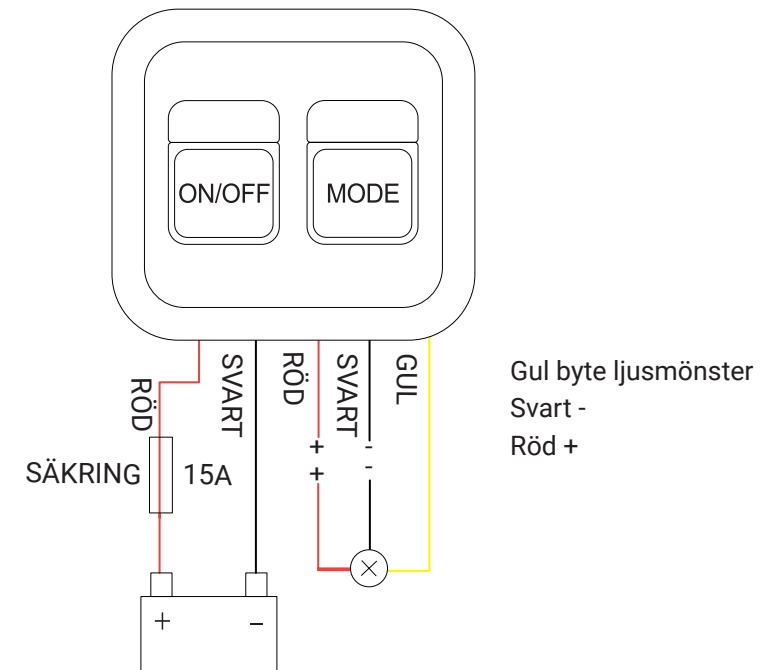 ON/OFF
MODE
RÖD
SVART
RÖD
SVART
GUL
SÄKRING
15A
+
+
-
-
+
-
Gul byte ljusmönster
Svart -
Röd +